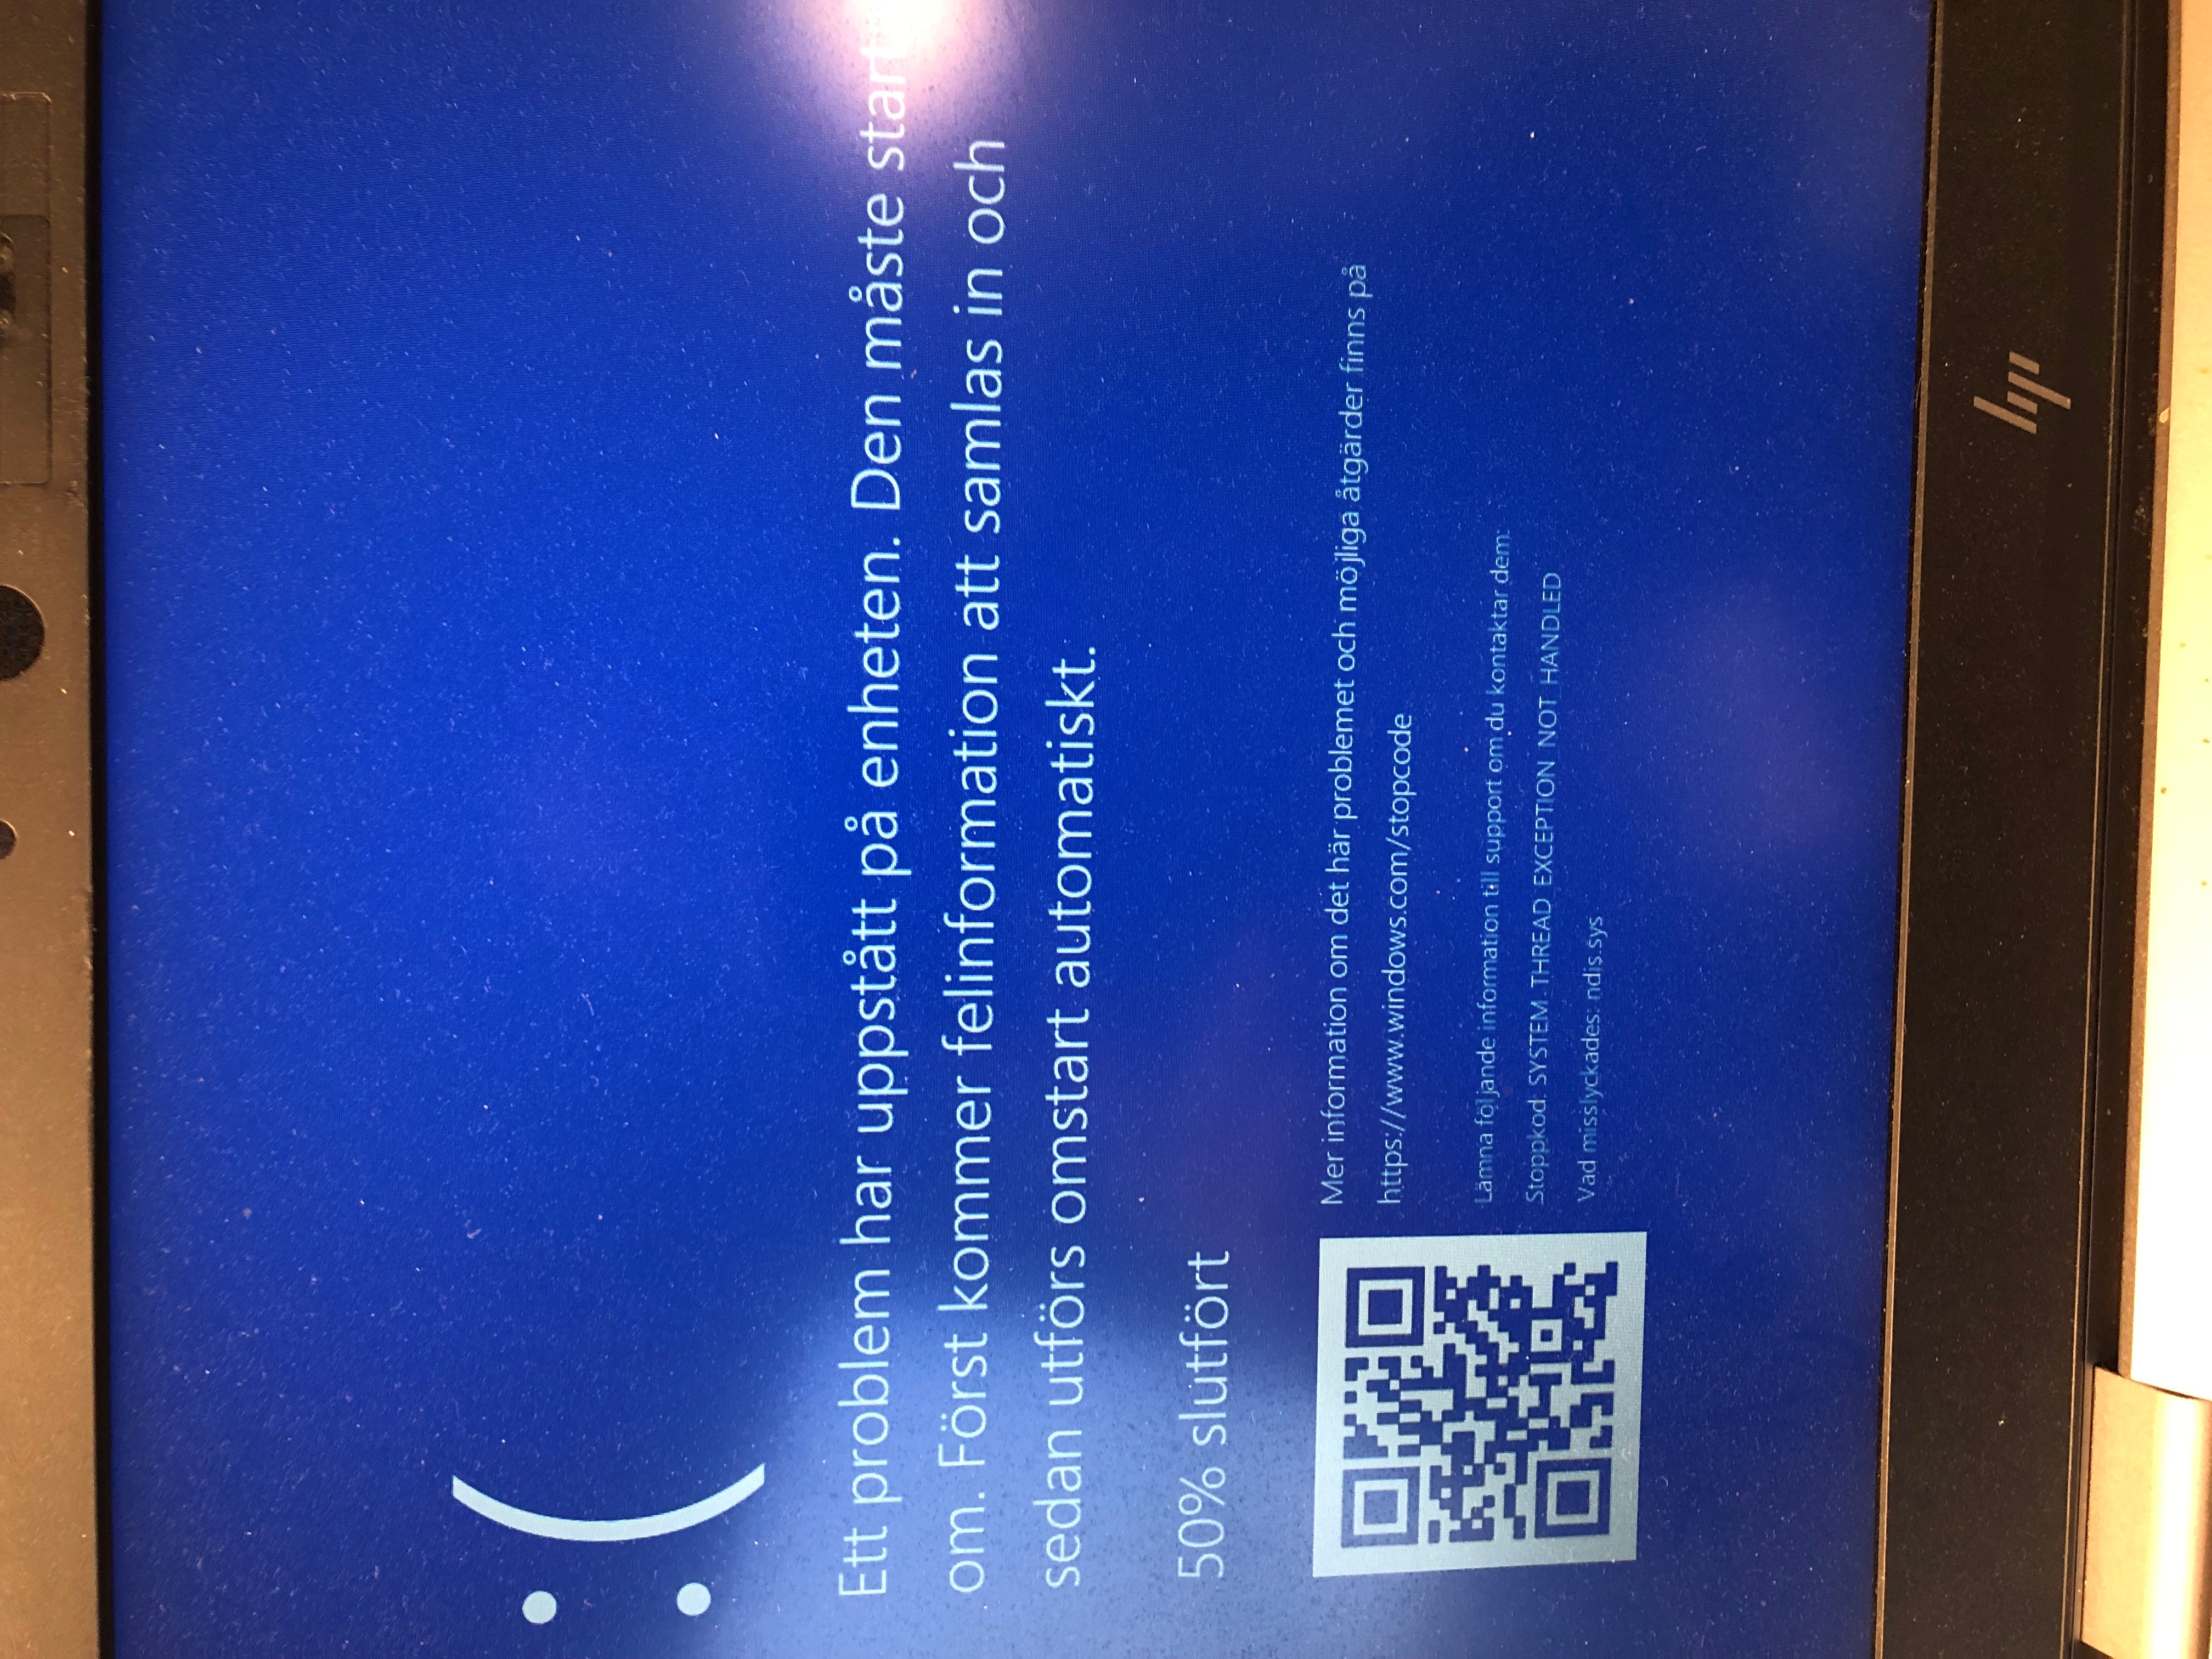 :(
Ett problem har uppstått på enheten. Den måste start
om. Först kommer felinformation att samlas in och
sedan utförs omstart automatiskt.
50% slutfört
Mer information om det här problemet och möjliga åtgärder finns på
https://www.windows.com/stopcode
Lämna följande information till support om du kontaktar dem:
Stoppkod: SYSTEM THREAD EXCEPTION NOT HANDLED
Vad misslyckades: ndis.sys
hp